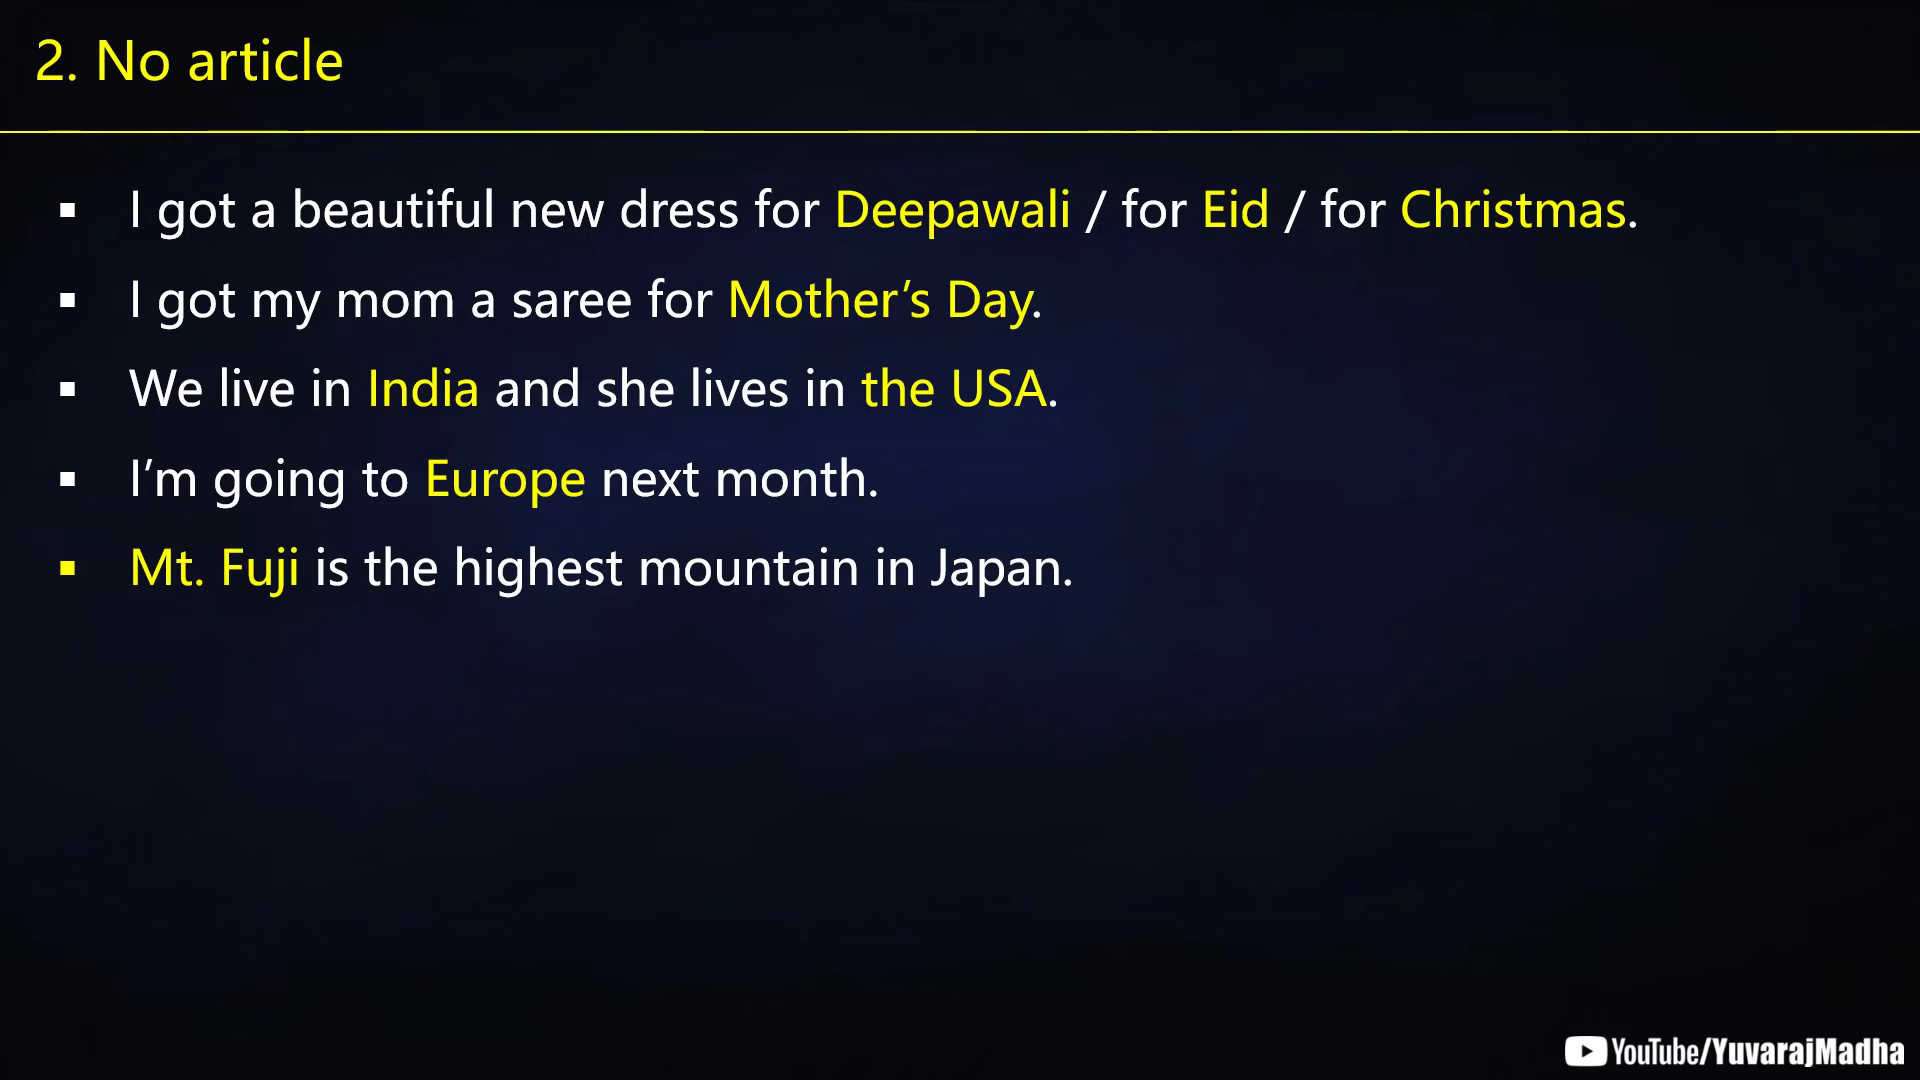 2. No article
▪ I got a beautiful new dress for Deepawali / for Eid / for Christmas.
▪ I got my mom a saree for Mother’s Day.
▪ We live in India and she lives in the USA.
▪ I’m going to Europe next month.
▪ Mt. Fuji is the highest mountain in Japan.
YouTube/YuvarajMadha